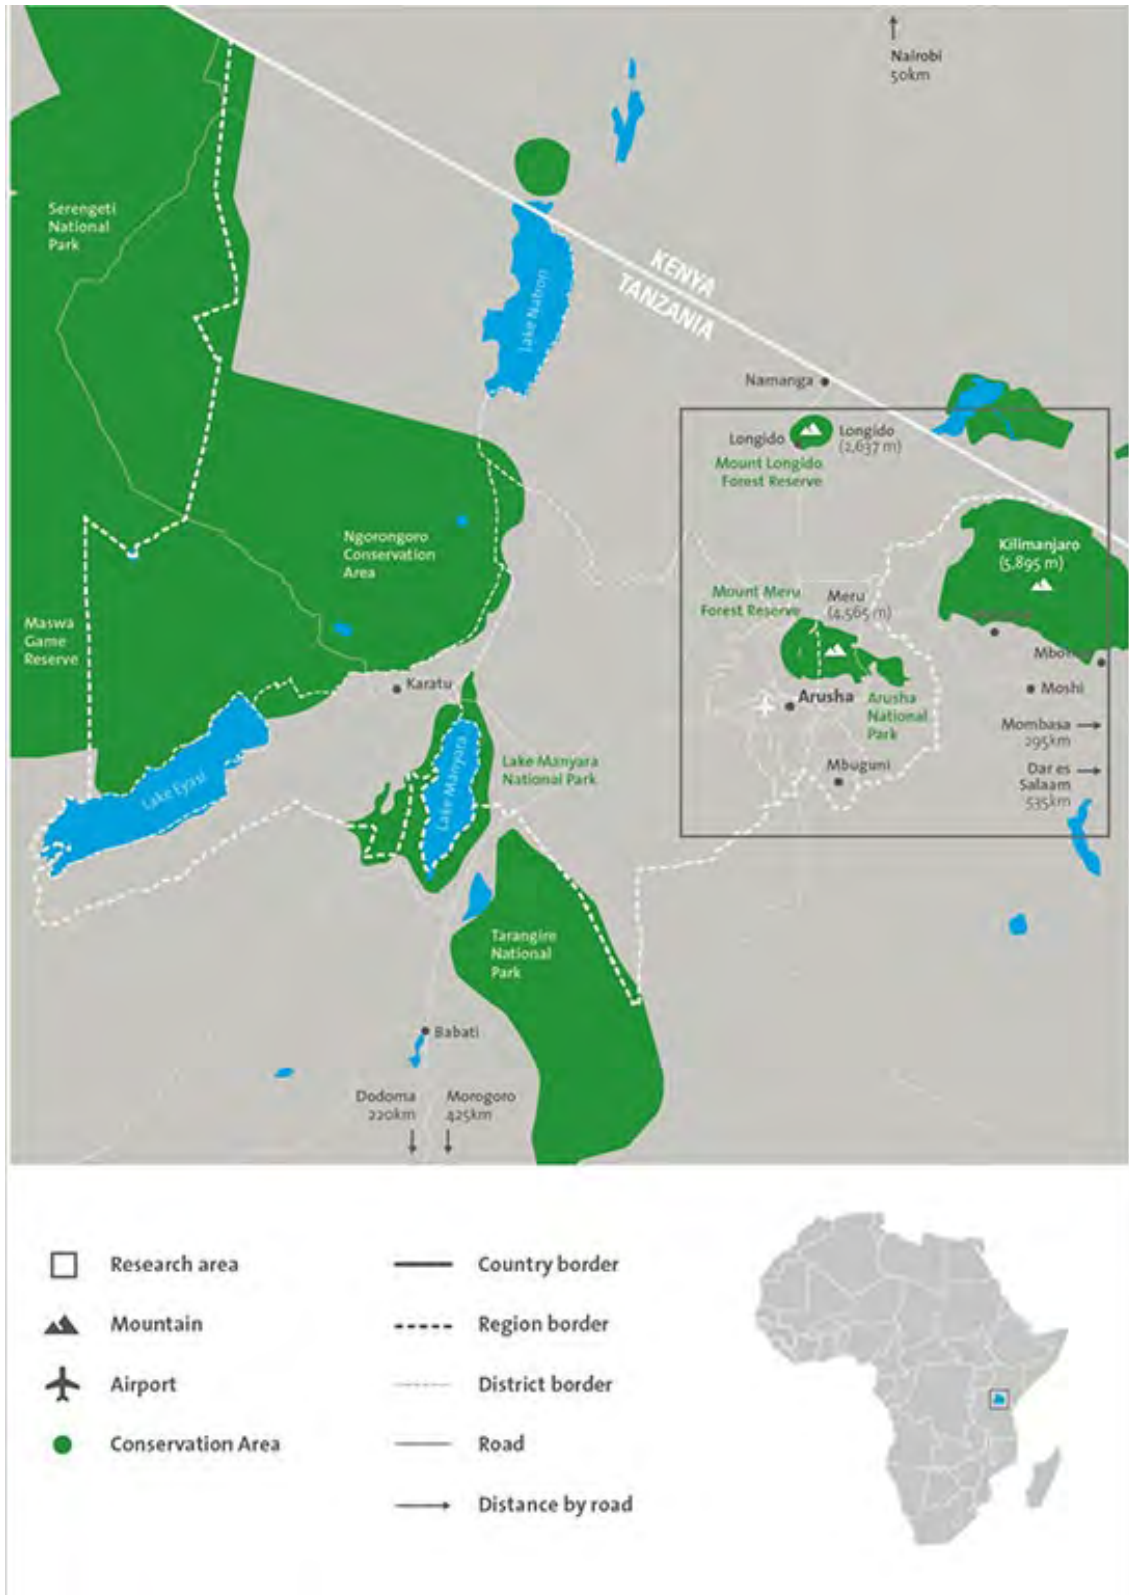 Nairobi
50km
Serengeti
National
Park
Lake Natron
KENYA
TANZANIA
Namanga
Longido
Longido
(2,637 m)
Mount Longido
Forest Reserve
Ngorongoro
Conservation
Area
Kilimanjaro
(5,895 m)
Mount Meru
Forest Reserve
Meru
(4,565 m)
Maswa
Game
Reserve
Karatu
Moshi
Arusha
Arusha
National
Park
Mombasa
295km
Lake Manyara
Lake Manyara
National Park
Mbuguni
Dar es
Salaam
535km
Lake Eyasi
Tarangire
National
Park
Babati
Dodoma
220km
Morogoro
425km
Research area
Country border
Mountain
Region border
Airport
District border
Conservation Area
Road
Distance by road